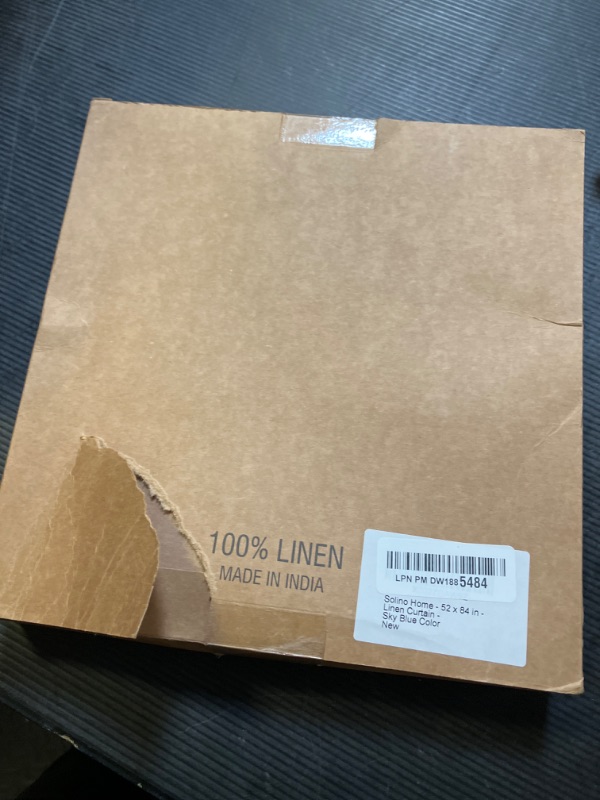 100% LINEN
MADE IN INDIA
LPN PM DW1885484
Solino Home - 52 x 84 in -
Linen Curtain -
Sky Blue Color
New